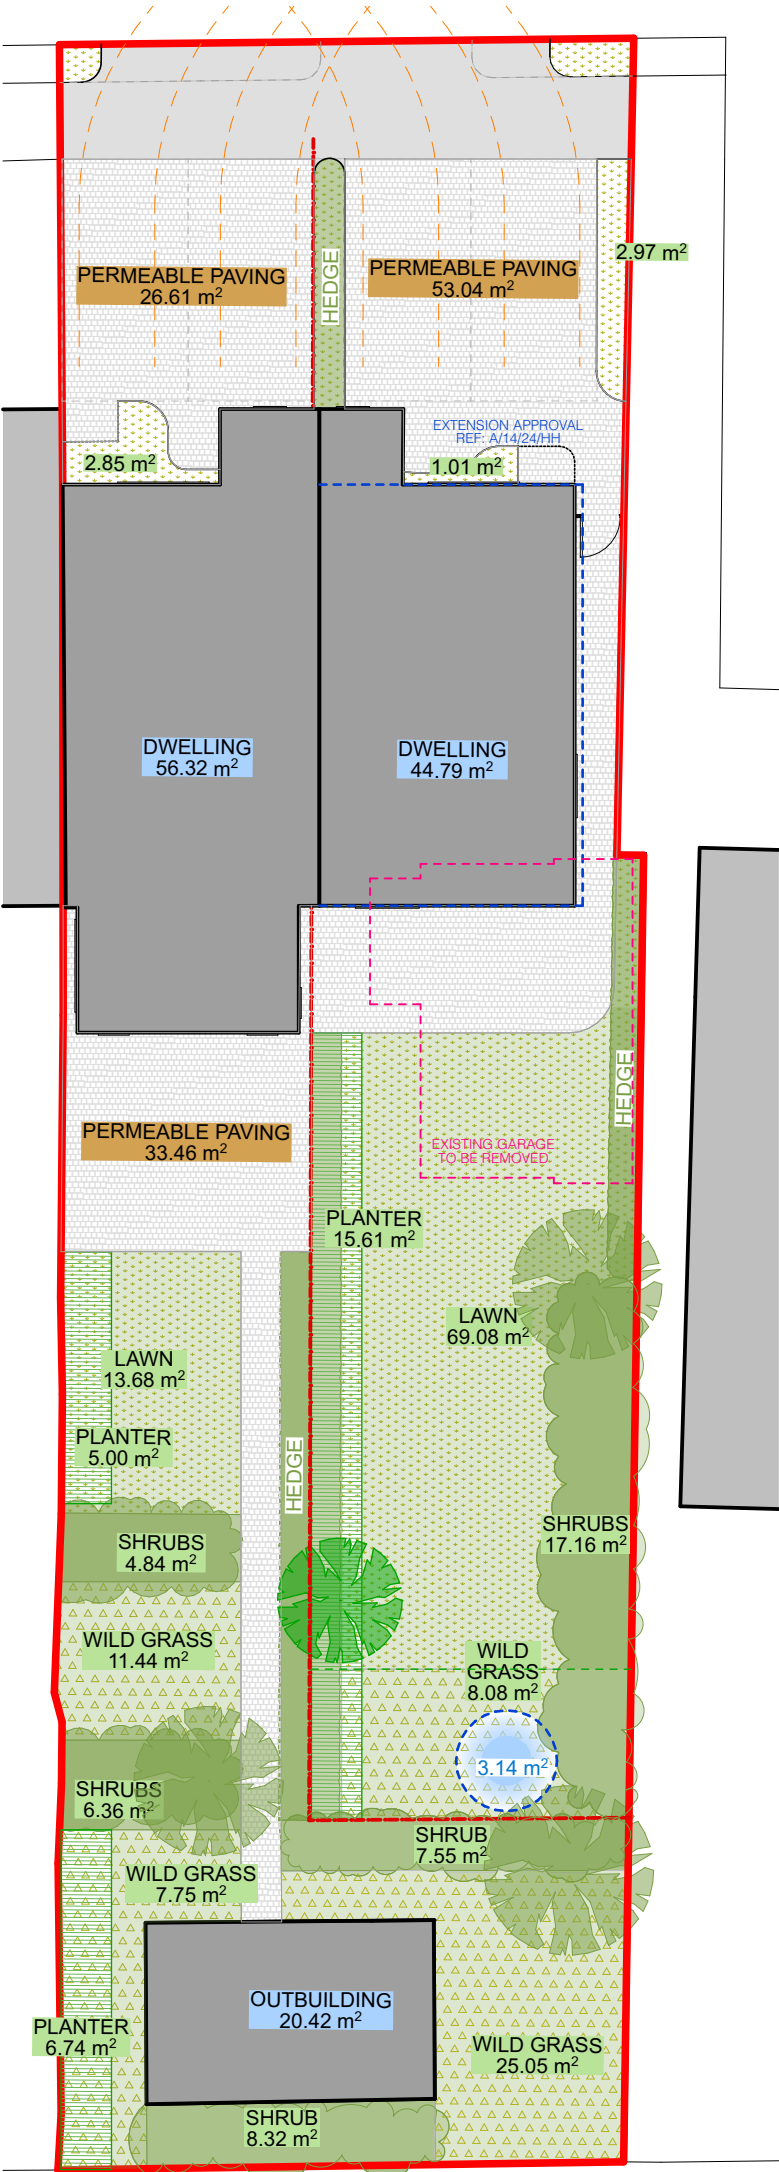 2.97 m²
PERMEABLE PAVING
26.61 m²
HEDGE
PERMEABLE PAVING
53.04 m²
EXTENSION APPROVAL
REF: A/14/24/HH
2.85 m²
1.01 m²
DWELLING
56.32 m²
DWELLING
44.79 m²
HEDGE
PERMEABLE PAVING
33.46 m²
EXISTING GARAGE
TO BE REMOVED
PLANTER
15.61 m²
LAWN
69.08 m²
LAWN
13.68 m²
PLANTER
5.00 m²
HEDGE
SHRUBS
4.84 m²
SHRUBS
17.16 m²
WILD GRASS
11.44 m²
WILD
GRASS
8.08 m²
3.14 m²
SHRUBS
6.36 m²
SHRUB
7.55 m²
WILD GRASS
7.75 m²
OUTBUILDING
20.42 m²
PLANTER
6.74 m²
WILD GRASS
25.05 m²
SHRUB
8.32 m²